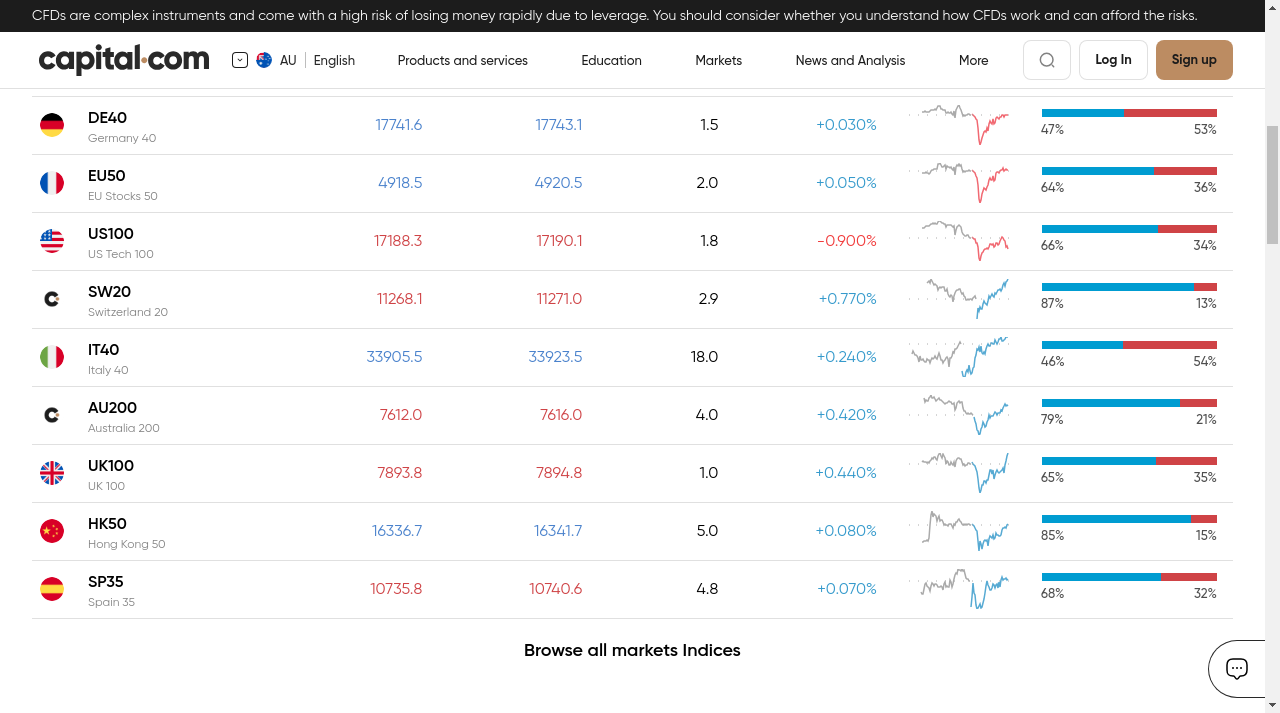 CFDs are complex instruments and come with a high risk of losing money rapidly due to leverage. You should consider whether you understand how CFDs work and can afford the risks.
capital.com AU English Products and services Education Markets News and Analysis More Log In Sign up
DE40 17741.6 17743.1 1.5 +0.030%
Germany 40 47% 53%
EU50 4918.5 4920.5 2.0 +0.050%
EU Stocks 50 64% 36%
US100 17188.3 17190.1 1.8 -0.900%
US Tech 100 66% 34%
SW20 11268.1 11271.0 2.9 +0.770%
Switzerland 20 87% 13%
IT40 33905.5 33923.5 18.0 +0.240%
Italy 40 46% 54%
AU200 7612.0 7616.0 4.0 +0.420%
Australia 200 79% 21%
UK100 7893.8 7894.8 1.0 +0.440%
UK 100 65% 35%
HK50 16336.7 16341.7 5.0 +0.080%
Hong Kong 50 85% 15%
SP35 10735.8 10740.6 4.8 +0.070%
Spain 35 68% 32%
Browse all markets Indices